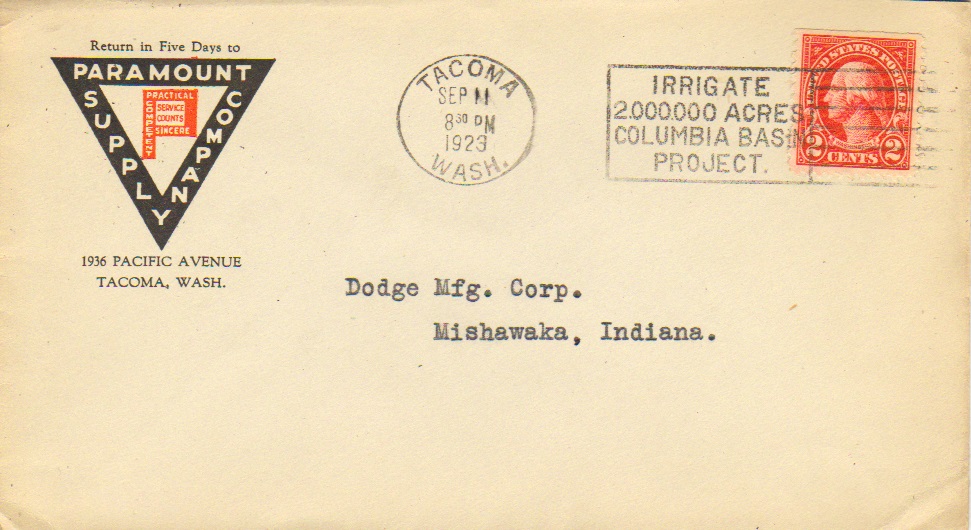 Return in Five Days to
PARAMOUNT
SUPPLY
COMPANY
PRACTICAL
COMPETENT
SERVICE
COUNTS
SINCERE
1936 PACIFIC AVENUE
TACOMA, WASH.
TACOMA
SEP 11
8 30 PM
1923
WASH.
IRRIGATE
2.000.000 ACRES
COLUMBIA BASIN
PROJECT.
STATES POSTAGE
2 CENTS 2
Dodge Mfg. Corp.
Mishawaka, Indiana.